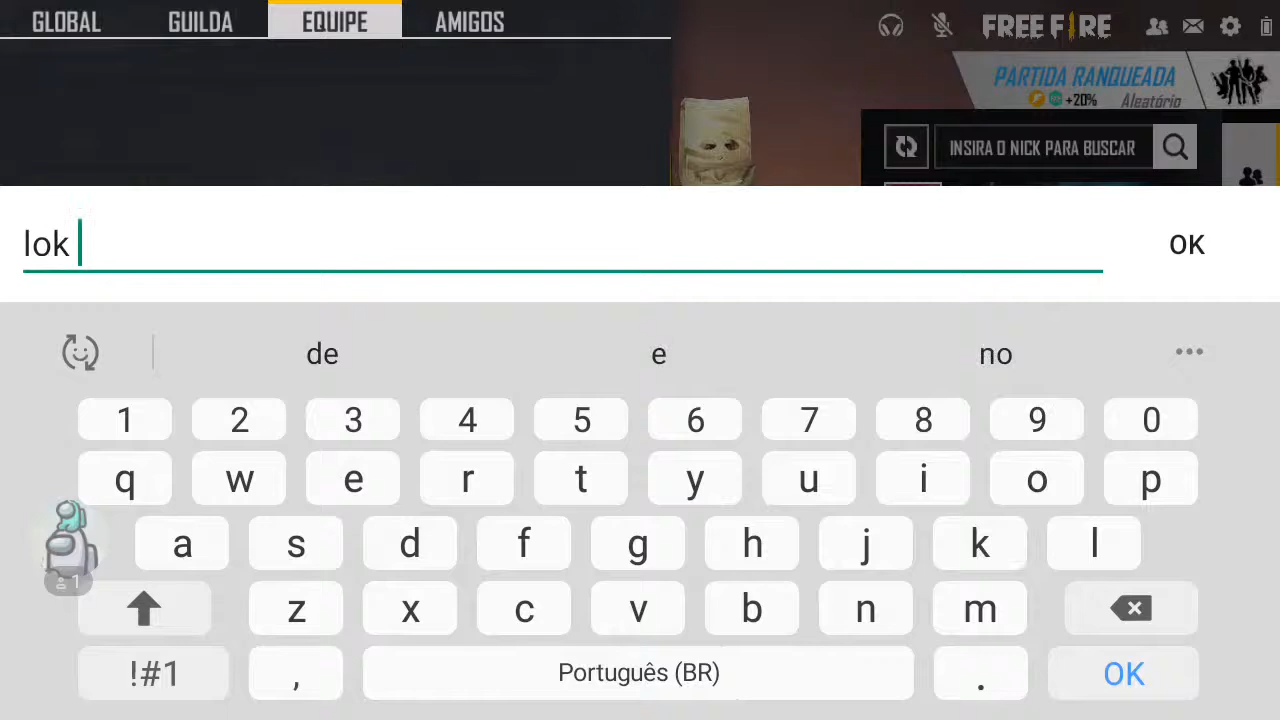 GLOBAL GUILDA EQUIPE AMIGOS FREE FIRE
PARTIDA RANQUEADA
+20% Aleatório
INSIRA O NICK PARA BUSCAR
lok OK
de e no ...
1 2 3 4 5 6 7 8 9 0
q w e r t y u i o p
a s d f g h j k l
1
z x c v b n m
!#1 , Português (BR) . OK